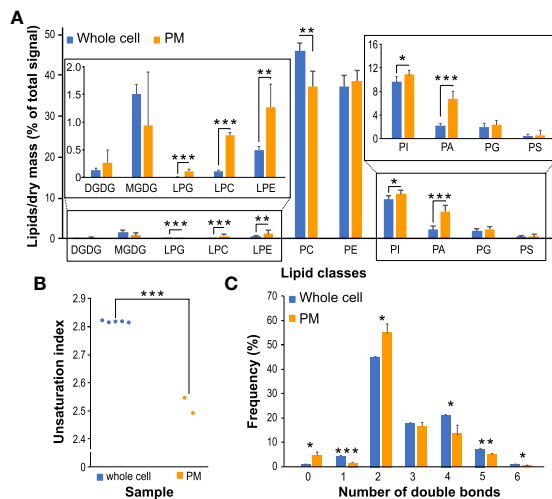 A
Whole cell PM
Lipids/dry mass (% of total signal)
50
40
30
20
10
0
2.0
1.5
1.0
0.5
0.0
*** *** **
DGDG MGDG LPG LPC LPE
**
16
12
8
4
0
* ***
PI PA PG PS
*** *** **
* ***
DGDG MGDG LPG LPC LPE PC PE PI PA PG PS
Lipid classes
B
Unsaturation index
2.9
2.8
2.7
2.6
2.5
2.4
0
***
whole cell PM
Sample
C
Whole cell
PM
Frequency (%)
70
60
50
40
30
20
10
0
* *** * * ** *
0 1 2 3 4 5 6
Number of double bonds